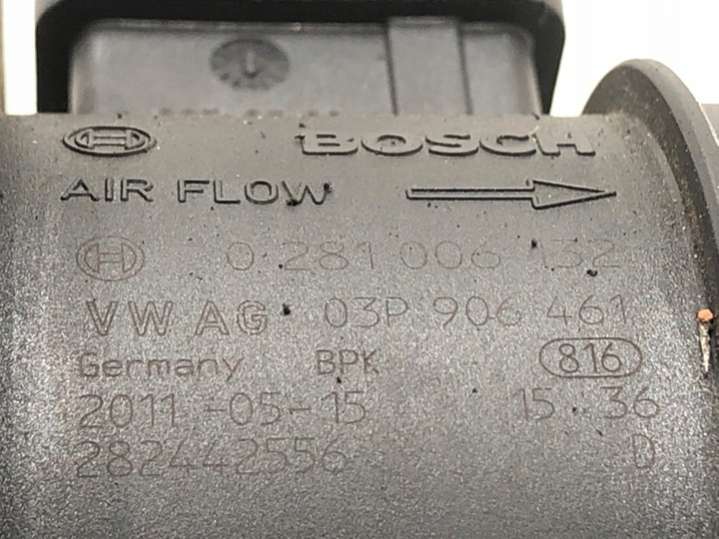 BOSCH
AIR FLOW
0 281 006 132
VW AG 03P 906 461
Germany BPK 816
2011-05-15 15:36
282442556 D